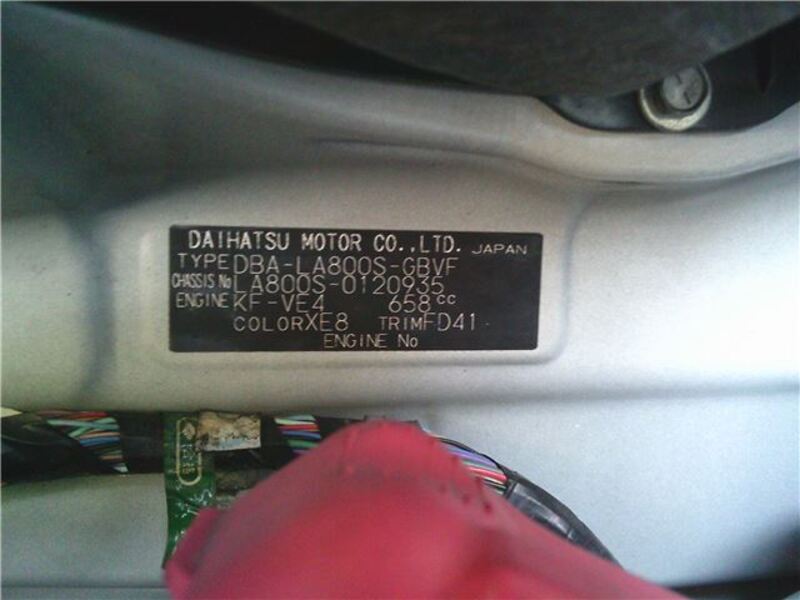 DAIHATSU MOTOR CO.,LTD. JAPAN
TYPE DBA-LA800S-GBVF
CHASSIS No LA800S-0120935
ENGINE KF-VE4 658cc
COLOR XE8 TRIM FD41
ENGINE No